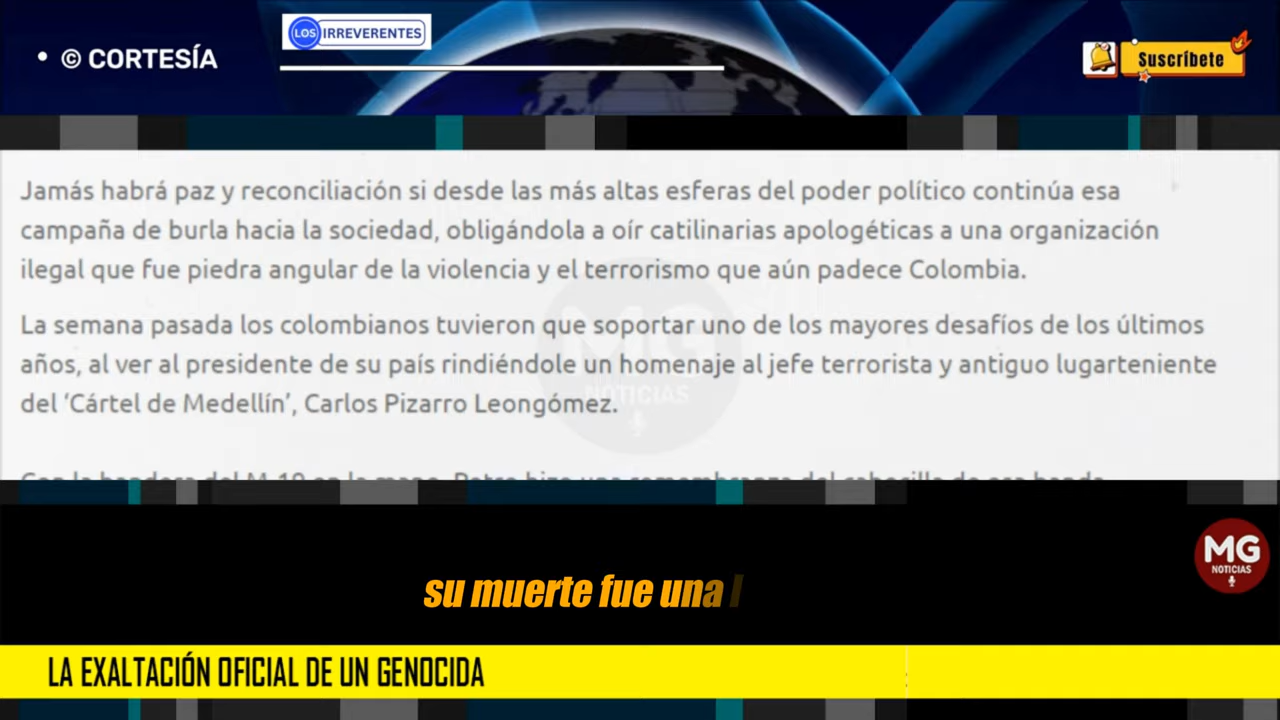 • © CORTESÍA
LOS IRREVERENTES
Suscríbete
Jamás habrá paz y reconciliación si desde las más altas esferas del poder político continúa esa
campaña de burla hacia la sociedad, obligándola a oír catilinarias apologéticas a una organización
ilegal que fue piedra angular de la violencia y el terrorismo que aún padece Colombia.
La semana pasada los colombianos tuvieron que soportar uno de los mayores desafíos de los últimos
años, al ver al presidente de su país rindiéndole un homenaje al jefe terrorista y antiguo lugarteniente
del ‘Cártel de Medellín’, Carlos Pizarro Leongómez.
MG
NOTICIAS
su muerte fue una
MG
NOTICIAS
LA EXALTACIÓN OFICIAL DE UN GENOCIDA